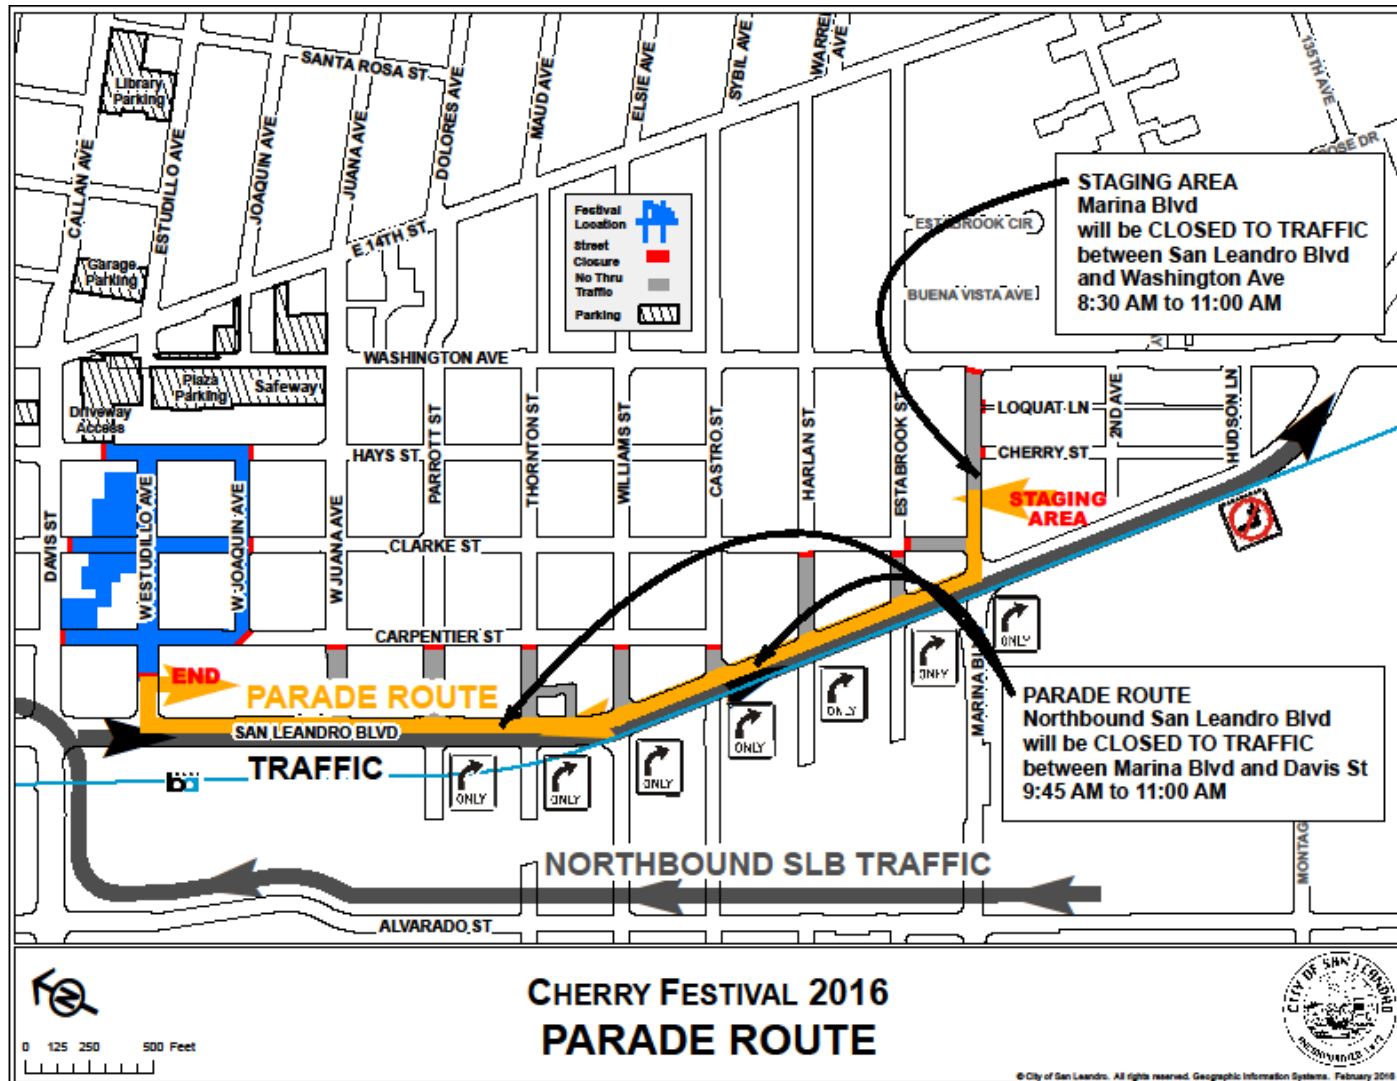 SANTA ROSA ST
Library
Parking
CALLAN AVE
ESTUDILLO AVE
JOAQUIN AVE
JUANA AVE
DOLORES AVE
MAUD AVE
ELSIE AVE
SYBIL AVE
WARREN
AVE
135TH AVE
OSE DR
E 14TH ST
Garage
Parking
Festival
Location
Street
Closure
No Thru
Traffic
Parking
ESTABROOK CIR
BUENA VISTA AVE
STAGING AREA
Marina Blvd
will be CLOSED TO TRAFFIC
between San Leandro Blvd
and Washington Ave
8:30 AM to 11:00 AM
WASHINGTON AVE
Plaza
Parking
Safeway
Driveway
Access
LOQUAT LN
2ND AVE
HUDSON LN
CHERRY ST
HAYS ST
PARROTT ST
THORNTON ST
WILLIAMS ST
CASTRO ST
HARLAN ST
ESTABROOK ST
STAGING
AREA
DAVIS ST
W ESTUDILLO AVE
W JOAQUIN AVE
W JUANA AVE
CLARKE ST
CARPENTIER ST
END
PARADE ROUTE
SAN LEANDRO BLVD
TRAFFIC
ba
ONLY
ONLY
ONLY
ONLY
ONLY
ONLY
ONLY
MARINA BL
PARADE ROUTE
Northbound San Leandro Blvd
will be CLOSED TO TRAFFIC
between Marina Blvd and Davis St
9:45 AM to 11:00 AM
MONTAG
NORTHBOUND SLB TRAFFIC
ALVARADO ST
N
0 125 250 500 Feet
CHERRY FESTIVAL 2016
PARADE ROUTE
CITY OF SAN LEANDRO
INCORPORATED 1872
© City of San Leandro. All rights reserved. Geographic Information Systems. February 2016